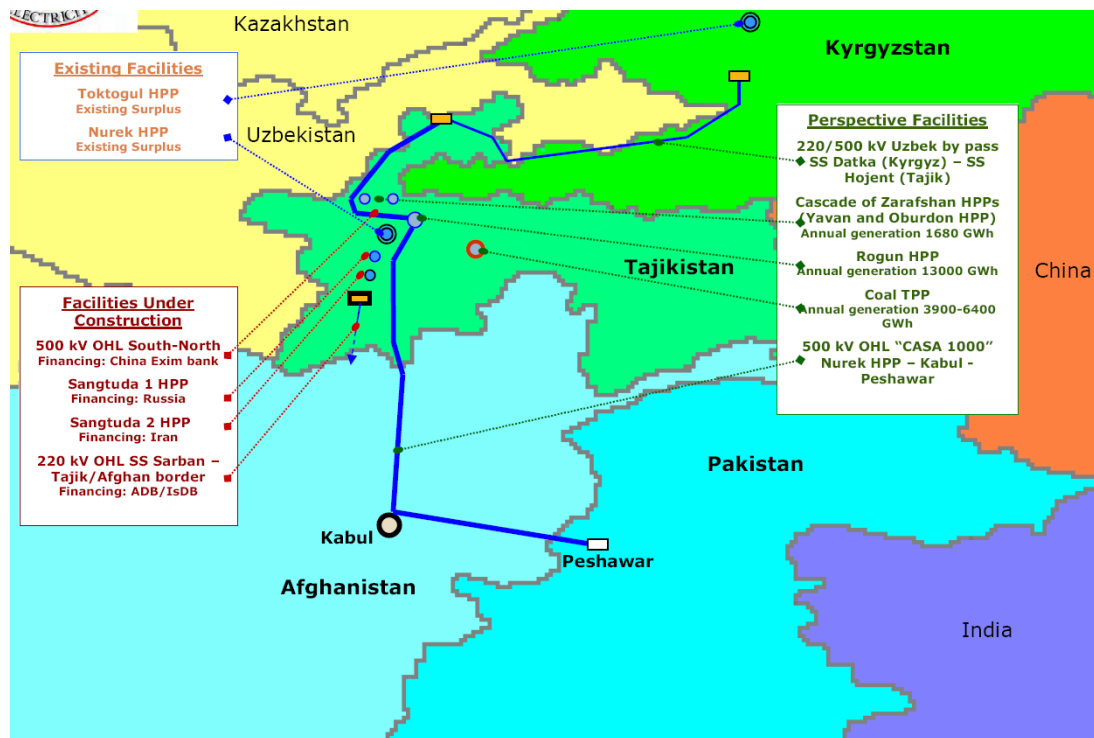 ELECTRICIT
Kazakhstan
Kyrgyzstan
Existing Facilities
Toktogul HPP
Existing Surplus
Nurek HPP
Existing Surplus
Uzbekistan
Perspective Facilities
220/500 kV Uzbek by pass
SS Datka (Kyrgyz) – SS
Hojent (Tajik)
Cascade of Zarafshan HPPs
(Yavan and Oburdon HPP)
Annual generation 1680 GWh
Rogun HPP
Annual generation 13000 GWh
Coal TPP
Annual generation 3900-6400
GWh
500 kV OHL “CASA 1000”
Nurek HPP – Kabul -
Peshawar
Tajikistan
China
Facilities Under
Construction
500 kV OHL South-North
Financing: China Exim bank
Sangtuda 1 HPP
Financing: Russia
Sangtuda 2 HPP
Financing: Iran
220 kV OHL SS Sarban –
Tajik/Afghan border
Financing: ADB/IsDB
Pakistan
Kabul
Peshawar
Afghanistan
India